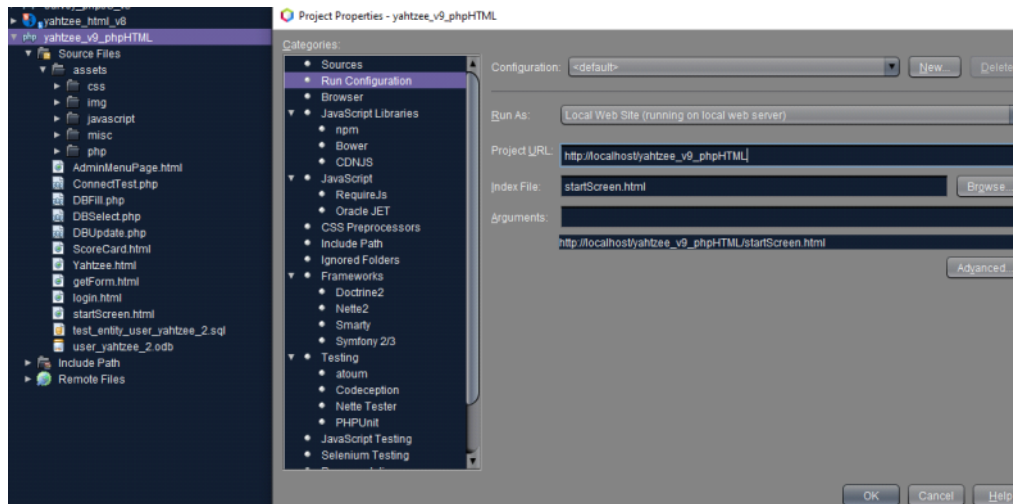 yahtzee_html_v8
php yahtzee_v9_phpHTML
Source Files
assets
css
img
javascript
misc
php
AdminMenuPage.html
ConnectTest.php
DBFill.php
DBSelect.php
DBUpdate.php
ScoreCard.html
Yahtzee.html
getForm.html
login.html
startScreen.html
test_entity_user_yahtzee_2.sql
user_yahtzee_2.odb
Include Path
Remote Files
Project Properties - yahtzee_v9_phpHTML
Categories:
Sources
Run Configuration
Browser
JavaScript Libraries
npm
Bower
CDNJS
JavaScript
RequireJs
Oracle JET
CSS Preprocessors
Include Path
Ignored Folders
Frameworks
Doctrine2
Nette2
Smarty
Symfony 2/3
Testing
atoum
Codeception
Nette Tester
PHPUnit
JavaScript Testing
Selenium Testing
Configuration: <default> New... Delete
Run As: Local Web Site (running on local web server)
Project URL: http://localhost/yahtzee_v9_phpHTML
Index File: startScreen.html Browse...
Arguments:
http://localhost/yahtzee_v9_phpHTML/startScreen.html
Advanced...
OK Cancel Help